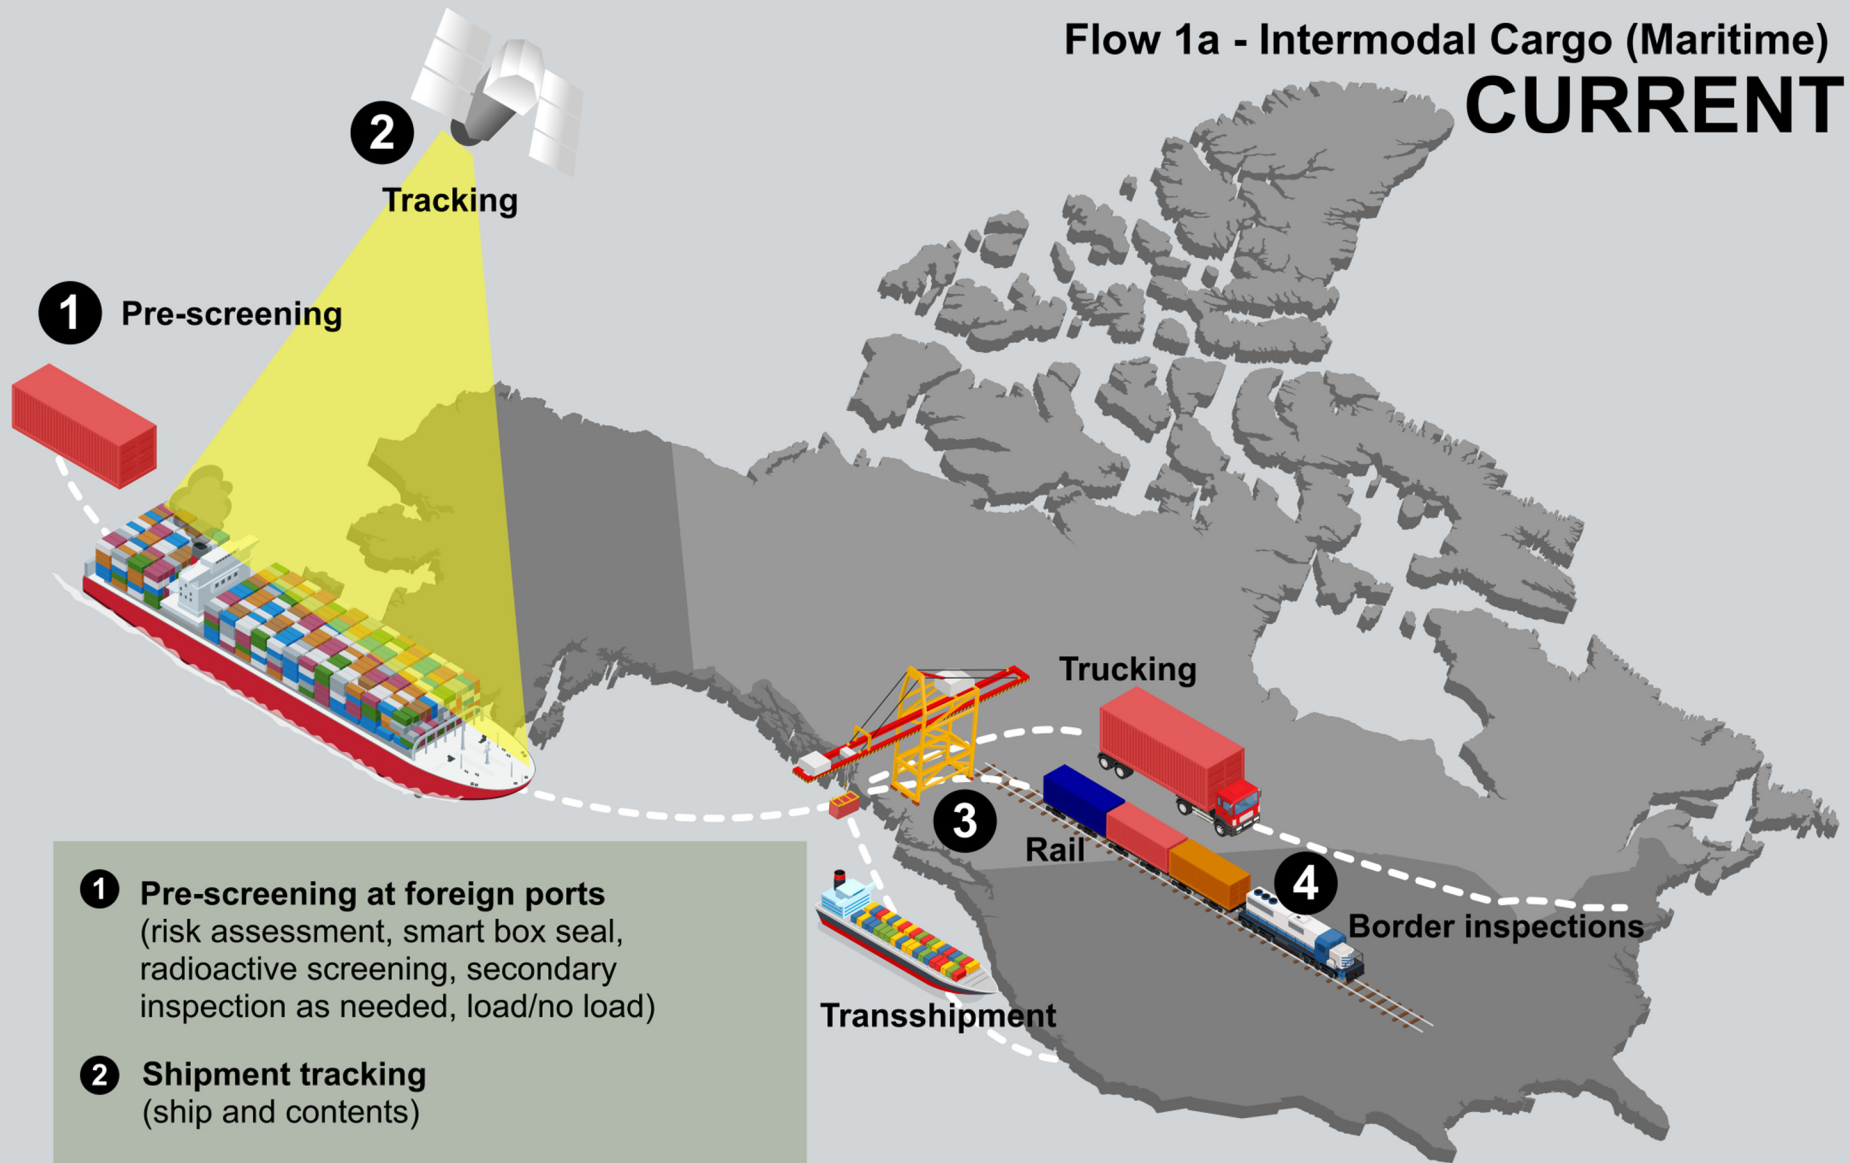 Flow 1a - Intermodal Cargo (Maritime)
CURRENT
2
Tracking
1 Pre-screening
Trucking
3
Rail
4
Border inspections
Transshipment
1 Pre-screening at foreign ports
(risk assessment, smart box seal,
radioactive screening, secondary
inspection as needed, load/no load)
2 Shipment tracking
(ship and contents)